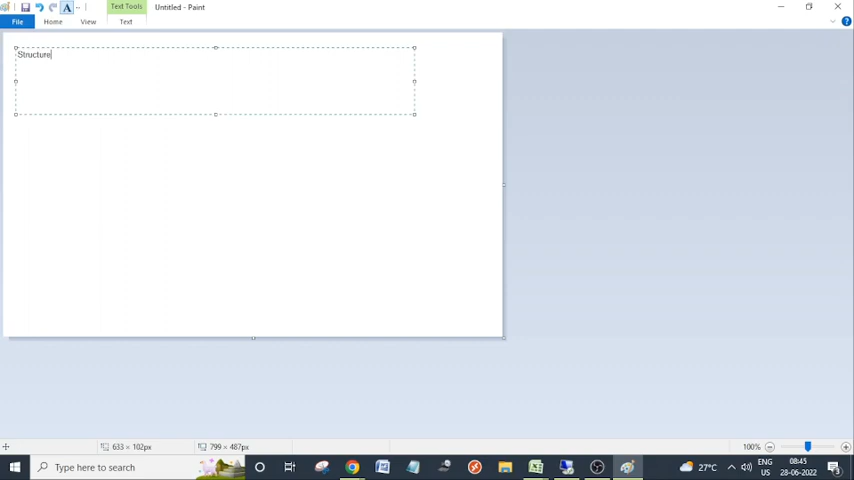 Text Tools
Untitled - Paint
File
Home
View
Text
Structure
633 × 102px
799 × 487px
100%
Type here to search
27°C
ENG
US
08:45
28-06-2022
3